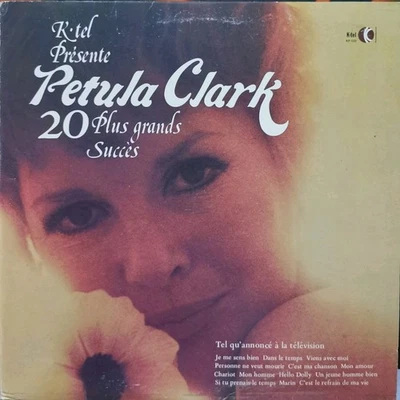 K-tel
Présente
Petula Clark
20 Plus grands
Succès
K-tel
Tel qu'annoncé à la télévision
Je me sens bien Dans le temps Viens avec moi
Personne ne veut mourir C'est ma chanson Mon amour
Chariot Mon homme Hello Dolly Un jeune homme bien
Si tu prenais le temps Marin C'est le refrain de ma vie